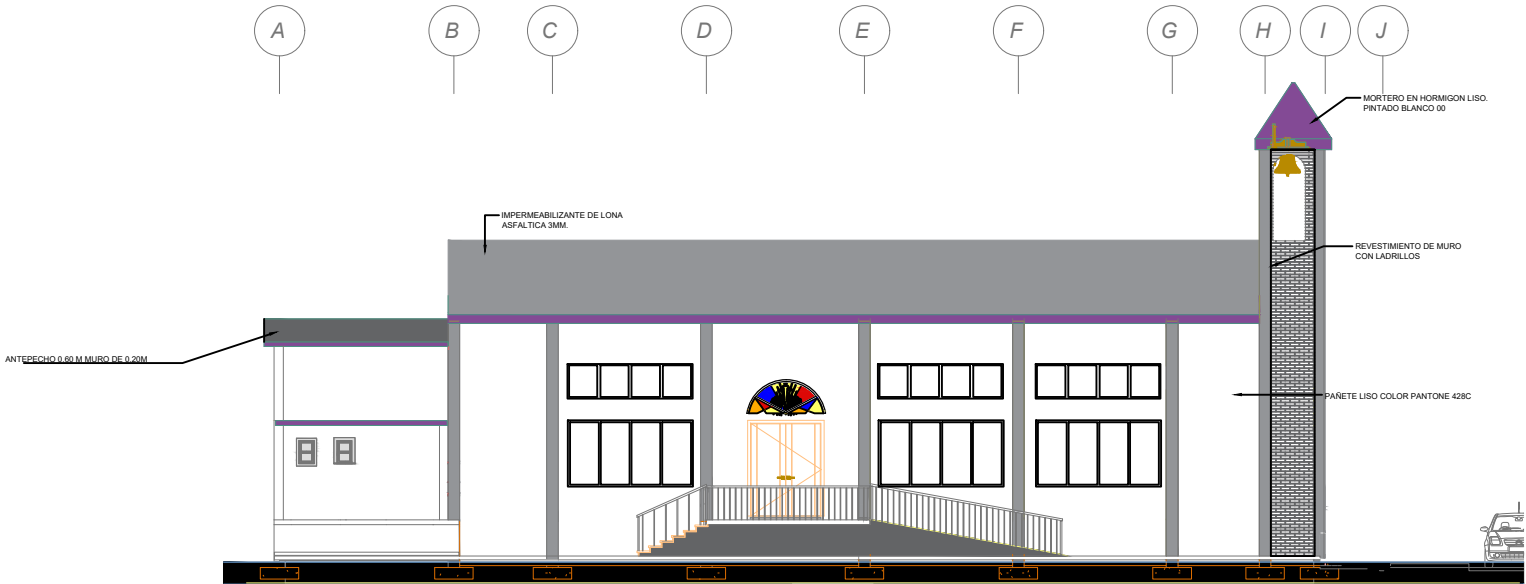 A B C D E F G H I J
MORTERO EN HORMIGON LISO.
PINTADO BLANCO 00
IMPERMEABILIZANTE DE LONA
ASFALTICA 3MM.
REVESTIMIENTO DE MURO
CON LADRILLOS
ANTEPECHO 0.60 M MURO DE 0.20M
PAÑETE LISO COLOR PANTONE 428C